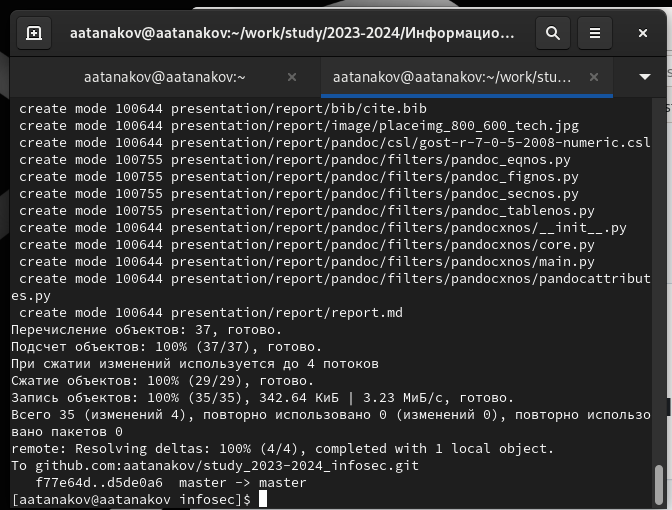 aatanakov@aatanakov:~/work/study/2023-2024/Информацио...
aatanakov@aatanakov:~
aatanakov@aatanakov:~/work/stu...
create mode 100644 presentation/report/bib/cite.bib
create mode 100644 presentation/report/image/placeimg_800_600_tech.jpg
create mode 100644 presentation/report/pandoc/csl/gost-r-7-0-5-2008-numeric.csl
create mode 100755 presentation/report/pandoc/filters/pandoc_eqnos.py
create mode 100755 presentation/report/pandoc/filters/pandoc_fignos.py
create mode 100755 presentation/report/pandoc/filters/pandoc_secnos.py
create mode 100755 presentation/report/pandoc/filters/pandoc_tablenos.py
create mode 100644 presentation/report/pandoc/filters/pandocxnos/__init__.py
create mode 100644 presentation/report/pandoc/filters/pandocxnos/core.py
create mode 100644 presentation/report/pandoc/filters/pandocxnos/main.py
create mode 100644 presentation/report/pandoc/filters/pandocxnos/pandocattribut
es.py
create mode 100644 presentation/report/report.md
Перечисление объектов: 37, готово.
Подсчет объектов: 100% (37/37), готово.
При сжатии изменений используется до 4 потоков
Сжатие объектов: 100% (29/29), готово.
Запись объектов: 100% (35/35), 342.64 КиБ | 3.23 МиБ/с, готово.
Всего 35 (изменений 4), повторно использовано 0 (изменений 0), повторно использо
вано пакетов 0
remote: Resolving deltas: 100% (4/4), completed with 1 local object.
To github.com:aatanakov/study_2023-2024_infosec.git
f77e64d..d5de0a6  master -> master
[aatanakov@aatanakov infosec]$